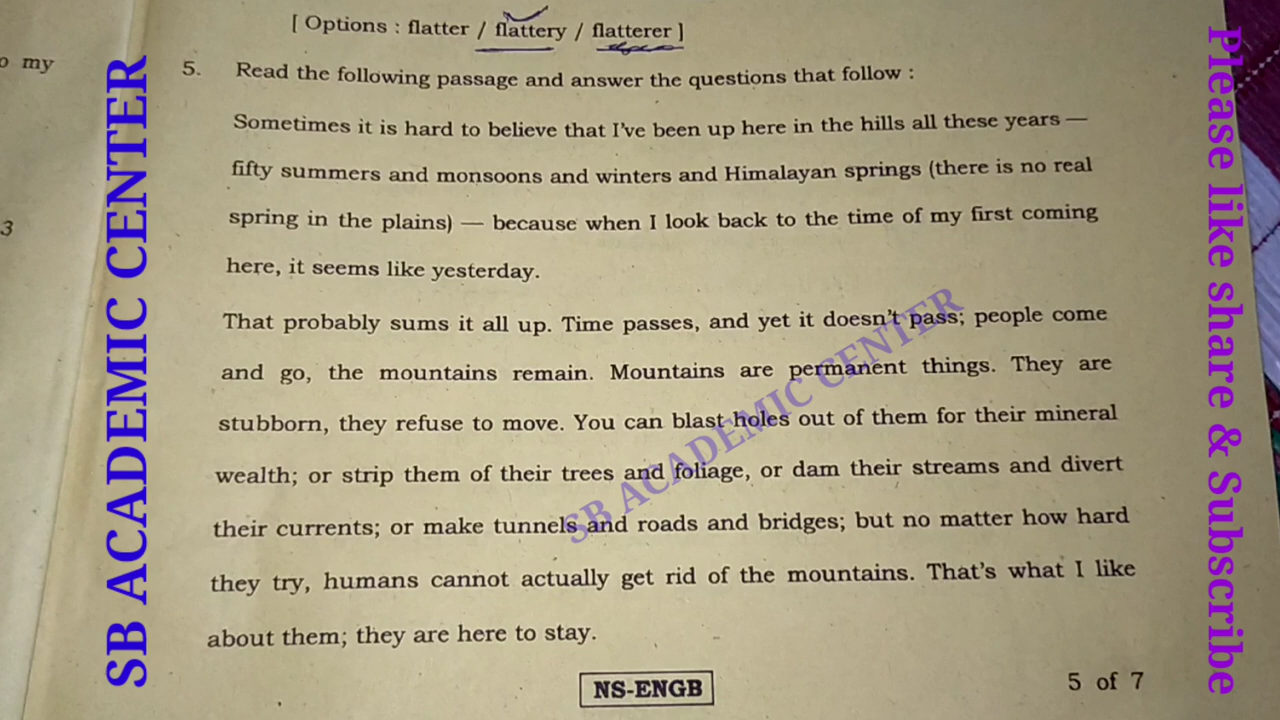 [ Options : flatter / flattery / flatterer ]
o my
5. Read the following passage and answer the questions that follow :
Sometimes it is hard to believe that I've been up here in the hills all these years —
fifty summers and monsoons and winters and Himalayan springs (there is no real
spring in the plains) — because when I look back to the time of my first coming
3
here, it seems like yesterday.
That probably sums it all up. Time passes, and yet it doesn't pass; people come
and go, the mountains remain. Mountains are permanent things. They are
stubborn, they refuse to move. You can blast holes out of them for their mineral
wealth; or strip them of their trees and foliage, or dam their streams and divert
their currents; or make tunnels and roads and bridges; but no matter how hard
they try, humans cannot actually get rid of the mountains. That's what I like
about them; they are here to stay.
NS-ENGB
5 of 7
SB ACADEMIC CENTER
SB ACADEMIC CENTER
Please like share & Subscribe